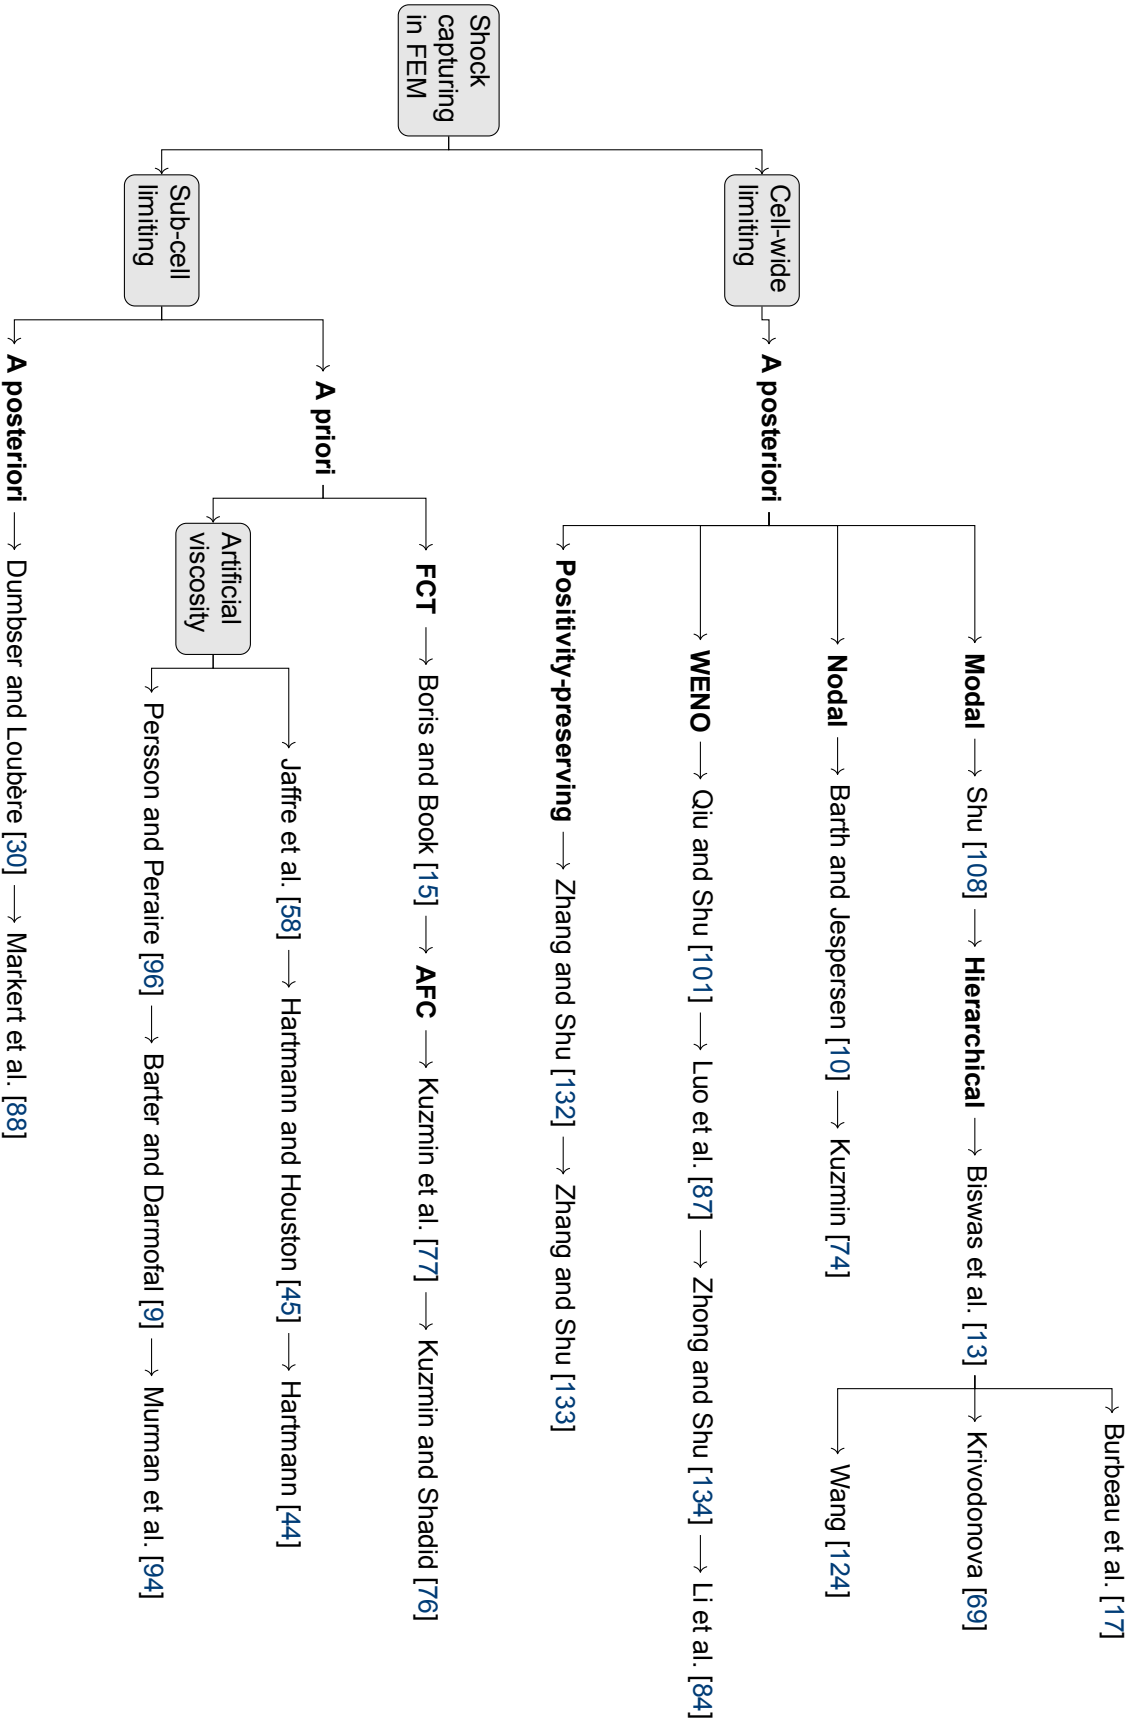 Shock
capturing
in FEM
Cell-wide
limiting
A posteriori
Modal
Shu [108]
Hierarchical
Biswas et al. [13]
Burbeau et al. [17]
Krivodonova [69]
Wang [124]
Nodal
Barth and Jespersen [10]
Kuzmin [74]
WENO
Qiu and Shu [101]
Luo et al. [87]
Zhong and Shu [134]
Li et al. [84]
Positivity-preserving
Zhang and Shu [132]
Zhang and Shu [133]
Sub-cell
limiting
A priori
FCT
Boris and Book [15]
AFC
Kuzmin et al. [77]
Kuzmin and Shadid [76]
Artificial
viscosity
Jaffre et al. [58]
Hartmann and Houston [45]
Hartmann [44]
Persson and Peraire [96]
Barter and Darmofal [9]
Murman et al. [94]
A posteriori
Dumbser and Loubère [30]
Markert et al. [88]